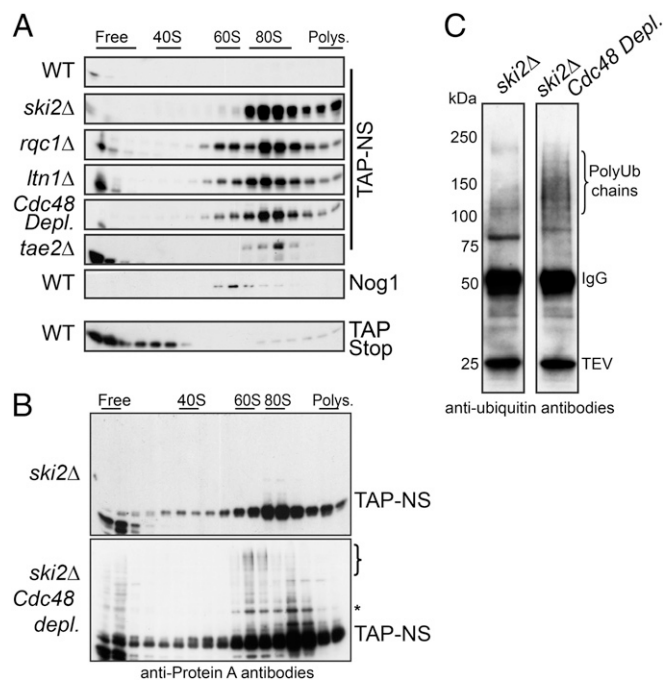 A
Free 40S 60S 80S Polys.
WT
ski2Δ
rqc1Δ
ltn1Δ
Cdc48
Depl.
tae2Δ
TAP-NS
WT Nog1
WT TAP
Stop
B
Free 40S 60S 80S Polys.
ski2Δ
TAP-NS
ski2Δ
Cdc48
depl.
*
TAP-NS
anti-Protein A antibodies
C
ski2Δ
ski2Δ
Cdc48 Depl.
kDa
250
150
100
75
50
25
PolyUb
chains
IgG
TEV
anti-ubiquitin antibodies